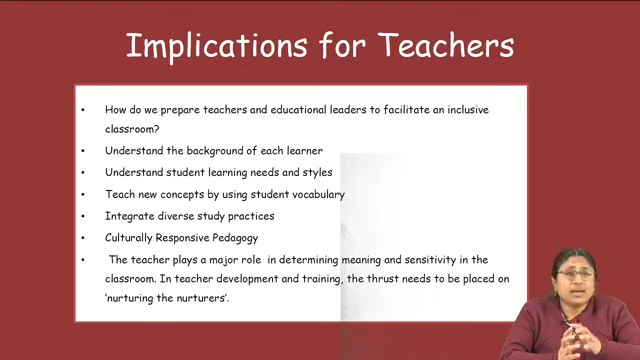 Implications for Teachers
• How do we prepare teachers and educational leaders to facilitate an inclusive
classroom?
• Understand the background of each learner
• Understand student learning needs and styles
• Teach new concepts by using student vocabulary
• Integrate diverse study practices
• Culturally Responsive Pedagogy
• The teacher plays a major role in determining meaning and sensitivity in the
classroom. In teacher development and training, the thrust needs to be placed on
‘nurturing the nurturers’.